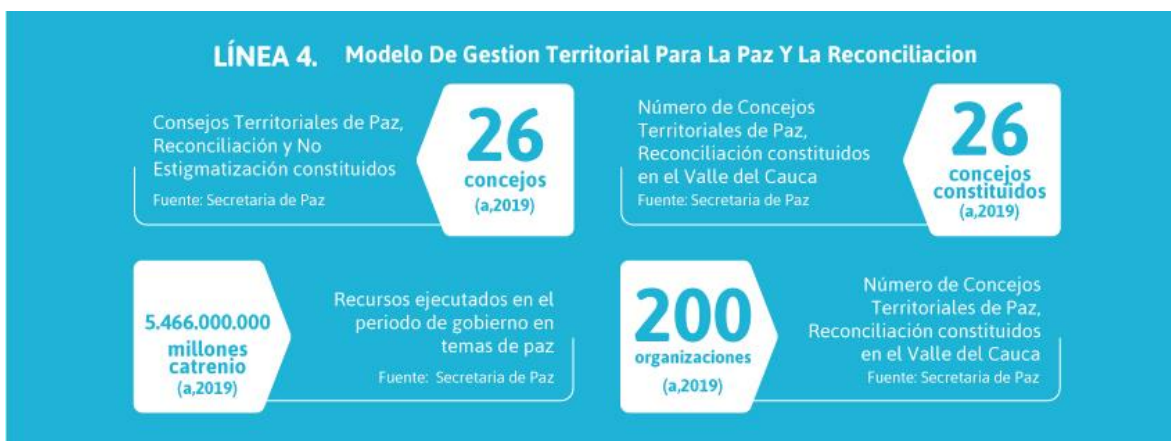 LÍNEA 4. Modelo De Gestion Territorial Para La Paz Y La Reconciliacion
Consejos Territoriales de Paz,
Reconciliación y No
Estigmatización constituidos
Fuente: Secretaria de Paz
26
concejos
(a,2019)
Número de Concejos
Territoriales de Paz,
Reconciliación constituidos
en el Valle del Cauca
Fuente: Secretaria de Paz
26
concejos
constituidos
(a,2019)
5.466.000.000
millones
catrenio
(a,2019)
Recursos ejecutados en el
periodo de gobierno en
temas de paz
Fuente: Secretaria de Paz
200
organizaciones
(a,2019)
Número de Concejos
Territoriales de Paz,
Reconciliación constituidos
en el Valle del Cauca
Fuente: Secretaria de Paz